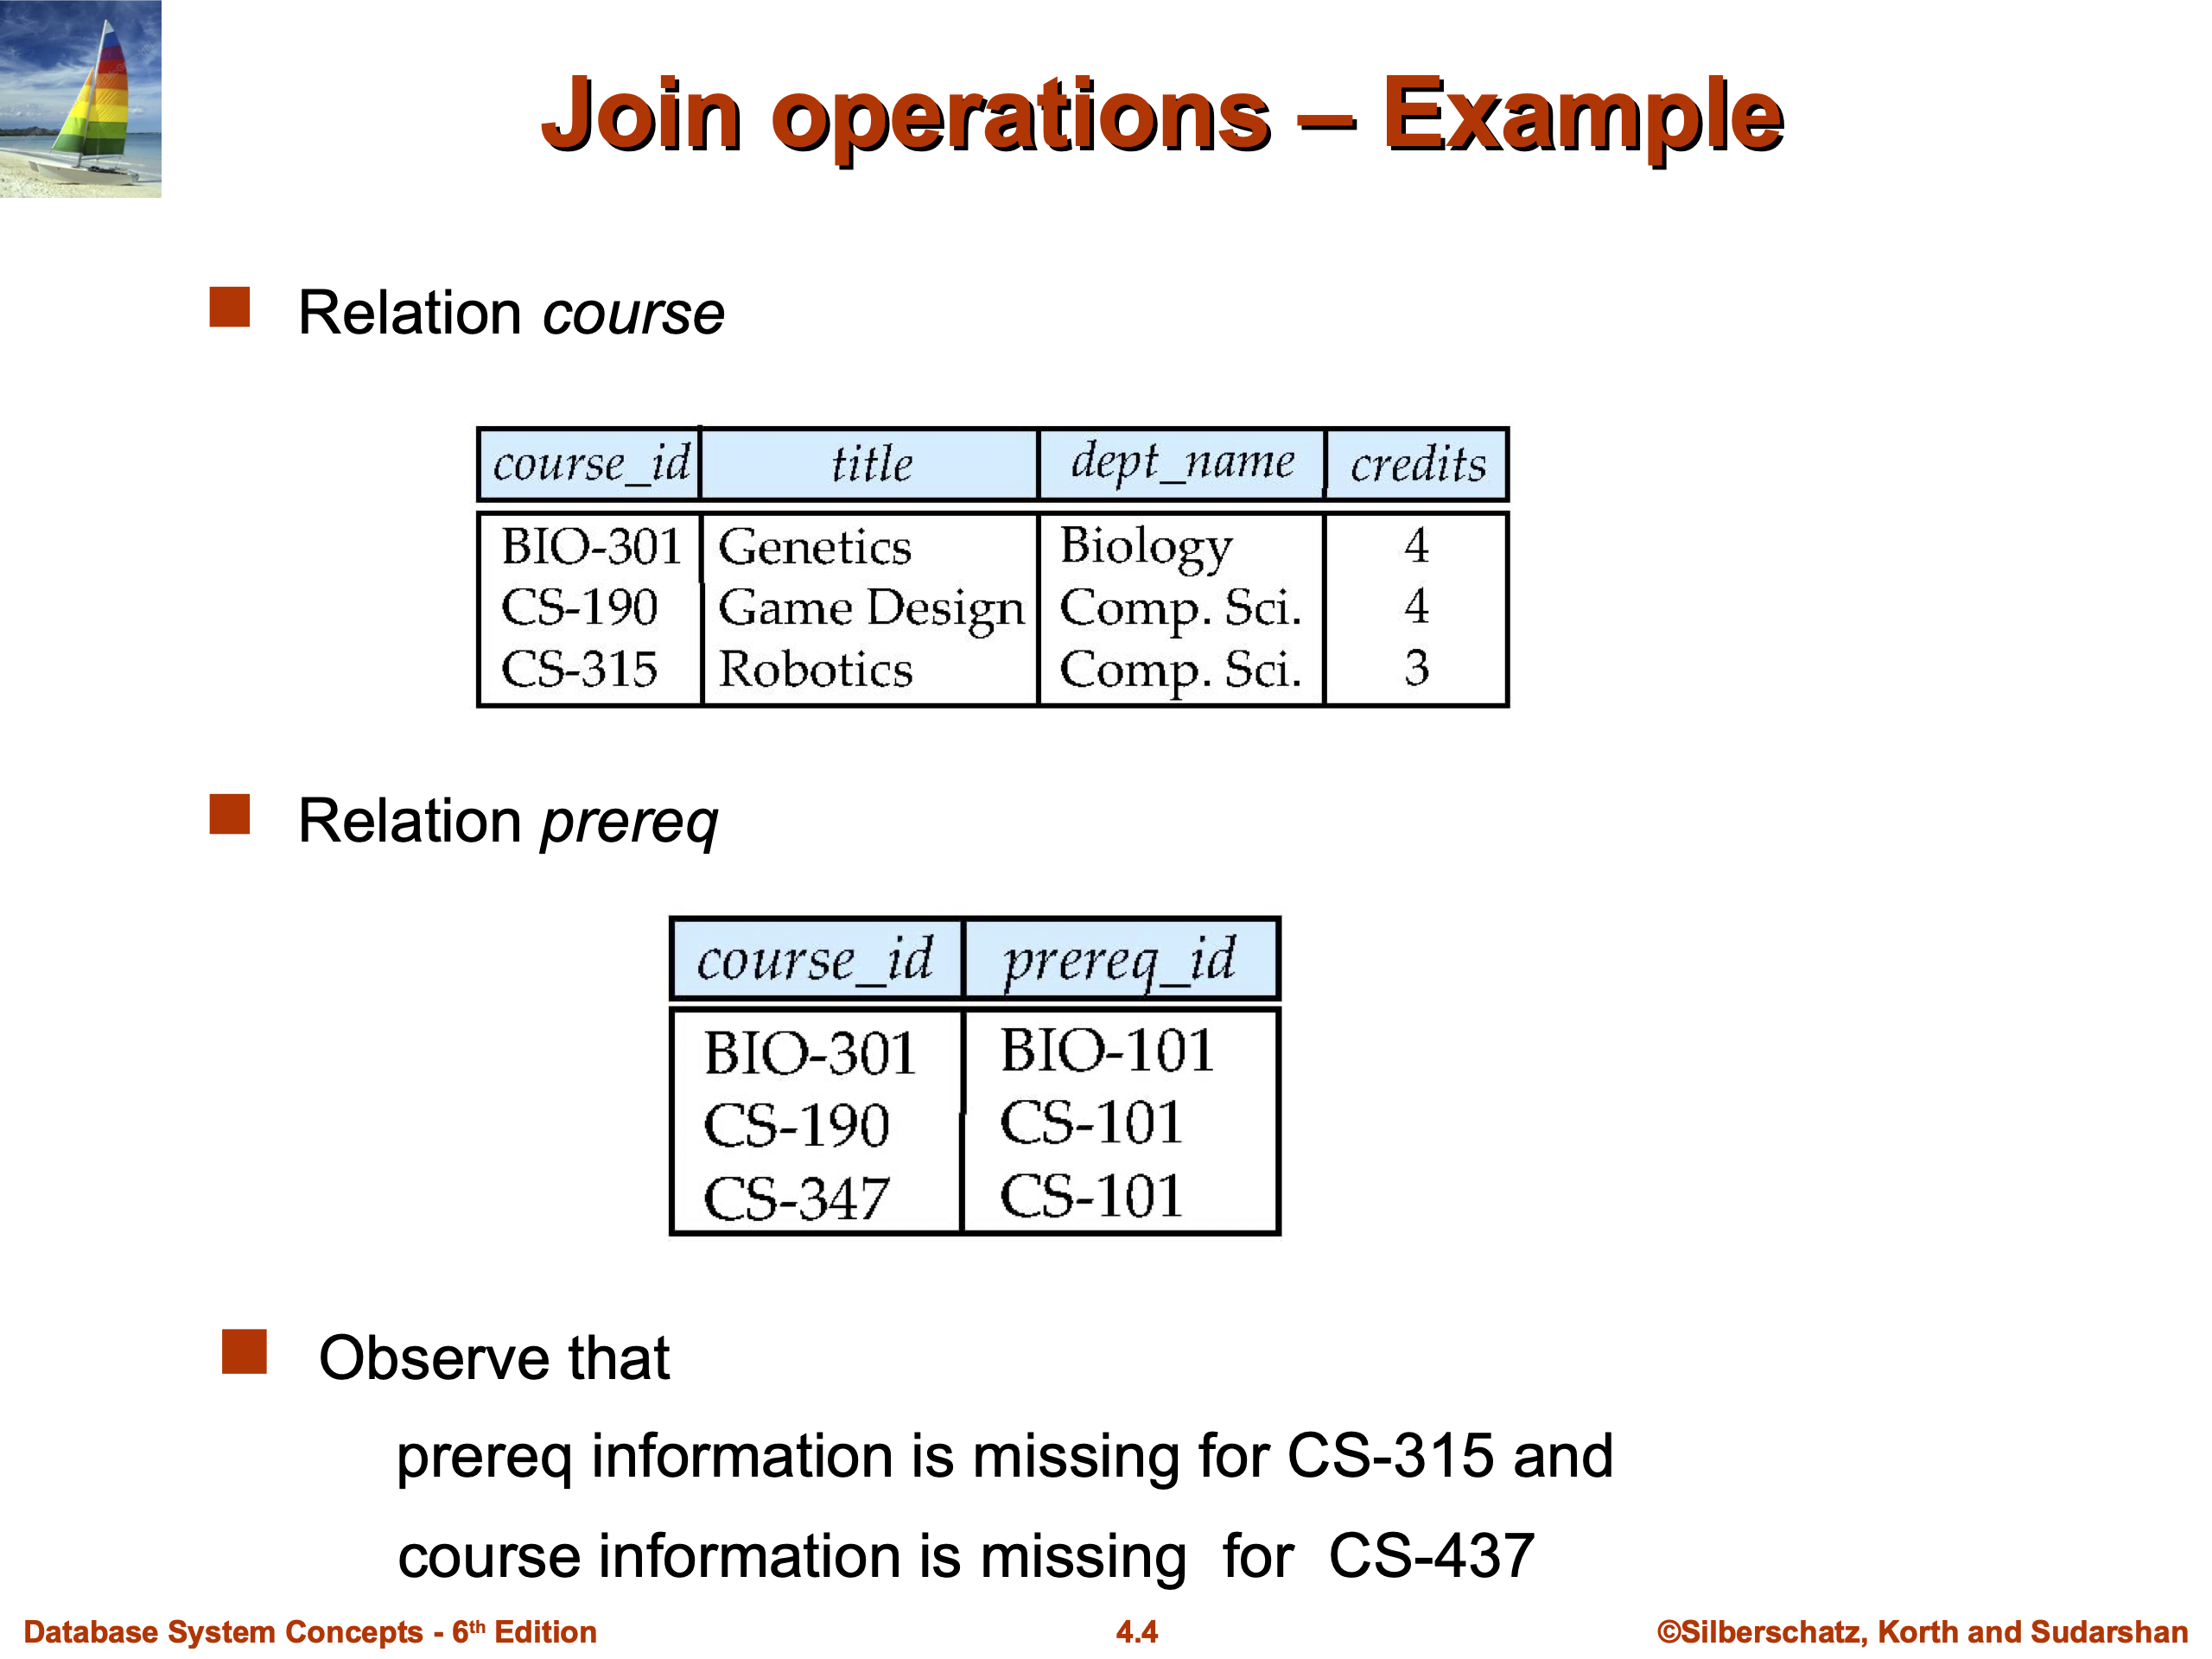 Join operations – Example
Relation course
course_id title dept_name credits
BIO-301 Genetics Biology 4
CS-190 Game Design Comp. Sci. 4
CS-315 Robotics Comp. Sci. 3
Relation prereq
course_id prereq_id
BIO-301 BIO-101
CS-190 CS-101
CS-347 CS-101
Observe that
prereq information is missing for CS-315 and
course information is missing for CS-437
Database System Concepts - 6th Edition 4.4 ©Silberschatz, Korth and Sudarshan